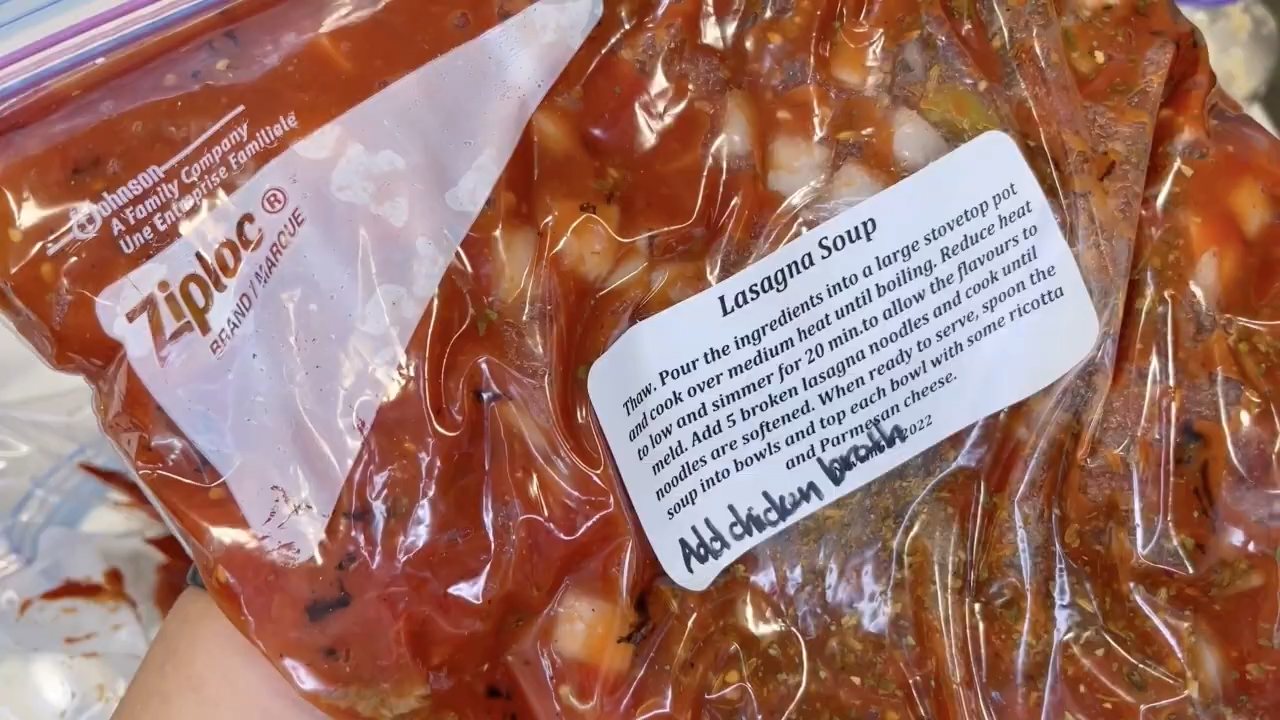 Johnson
A Family Company
Une Entreprise Familiale
Ziploc®
BRAND / MARQUE
Lasagna Soup
Thaw. Pour the ingredients into a large stovetop pot
and cook over medium heat until boiling. Reduce heat
to low and simmer for 20 min.to allow the flavours to
meld. Add 5 broken lasagna noodles and cook until
noodles are softened. When ready to serve, spoon the
soup into bowls and top each bowl with some ricotta
and Parmesan cheese.
2022
Add chicken broth